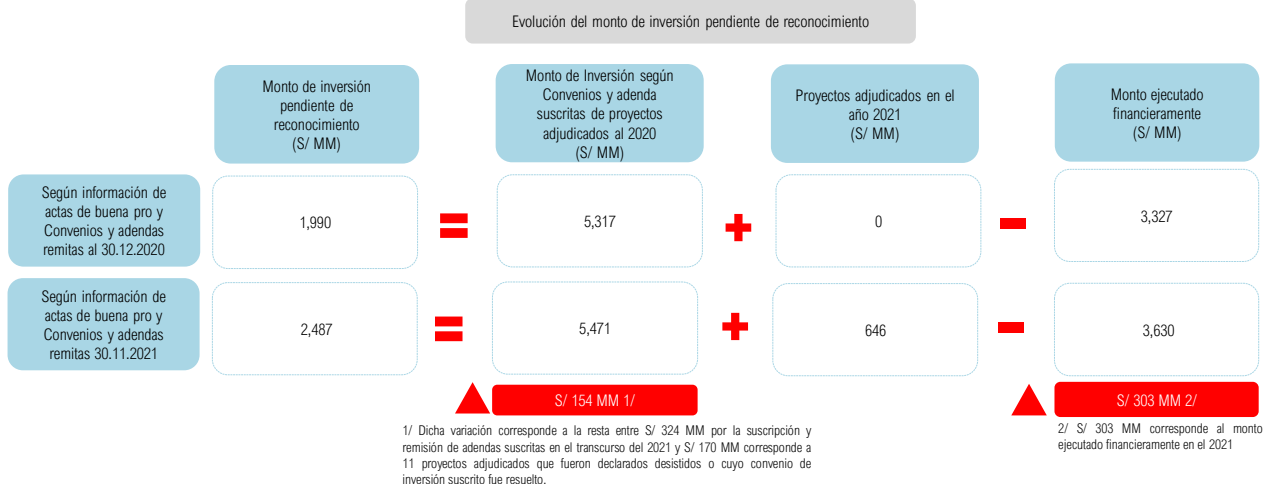 Evolución del monto de inversión pendiente de reconocimiento
Monto de inversión
pendiente de
reconocimiento
(S/ MM)
Monto de Inversión según
Convenios y adenda
suscritas de proyectos
adjudicados al 2020
(S/ MM)
Proyectos adjudicados en el
año 2021
(S/ MM)
Monto ejecutado
financieramente
(S/ MM)
Según información de
actas de buena pro y
Convenios y adendas
remitas al 30.12.2020
1,990
=
5,317
+
0
-
3,327
Según información de
actas de buena pro y
Convenios y adendas
remitas 30.11.2021
2,487
=
5,471
+
646
-
3,630
S/ 154 MM 1/
S/ 303 MM 2/
1/ Dicha variación corresponde a la resta entre S/ 324 MM por la suscripción y
remisión de adendas suscritas en el transcurso del 2021 y S/ 170 MM corresponde a
11 proyectos adjudicados que fueron declarados desistidos o cuyo convenio de
inversión suscrito fue resuelto.
2/ S/ 303 MM corresponde al monto
ejecutado financieramente en el 2021